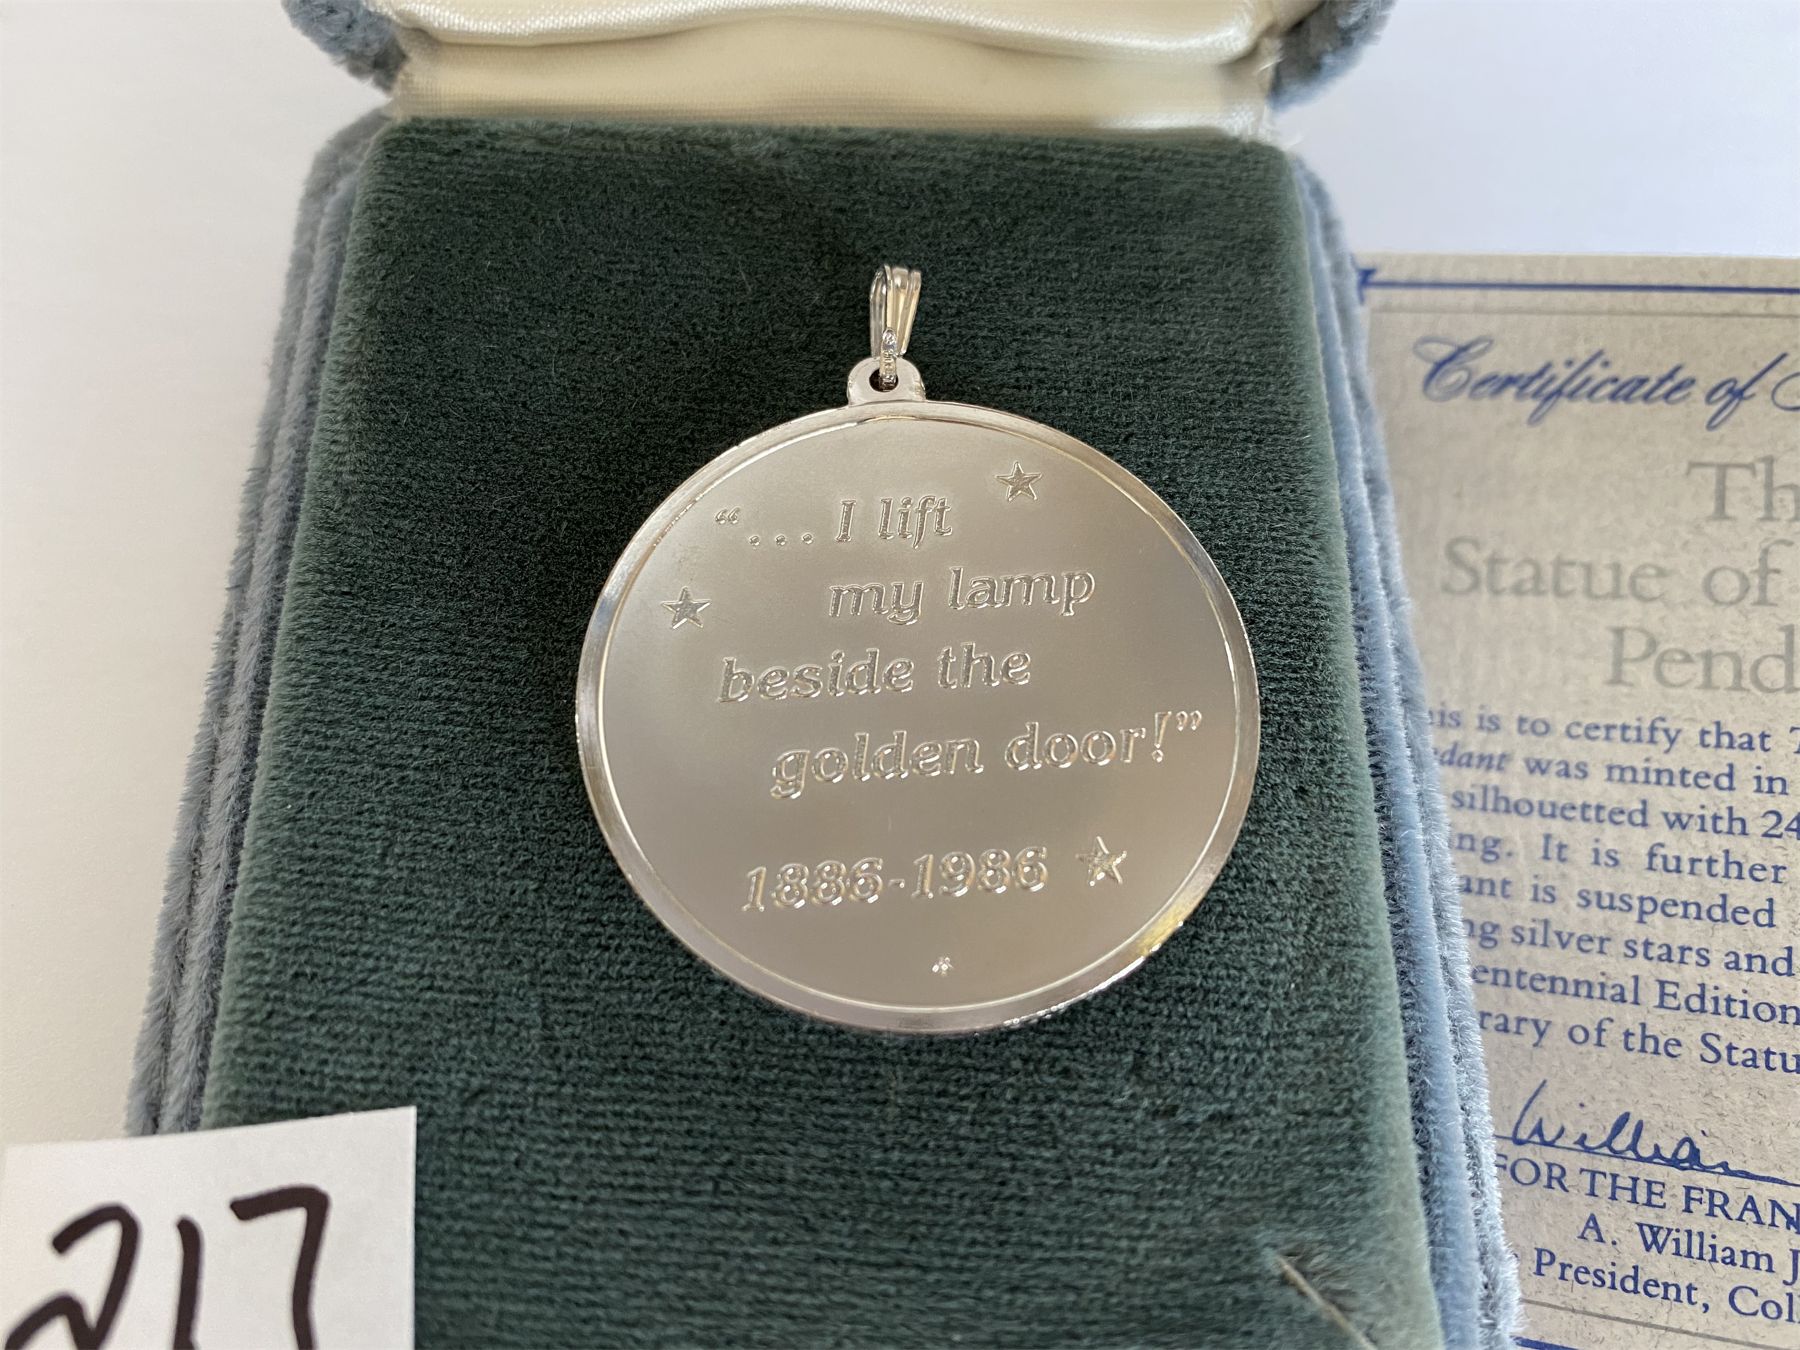 “... I lift
my lamp
beside the
golden door!”
1886-1986
217
Certificate of
Statue of
is is to certify that
dant was minted in
silhouetted with 24
ng. It is further
ant is suspended
ng silver stars and
entennial Edition
rary of the Statu
William
FOR THE FRAN
A. William J
President, Col